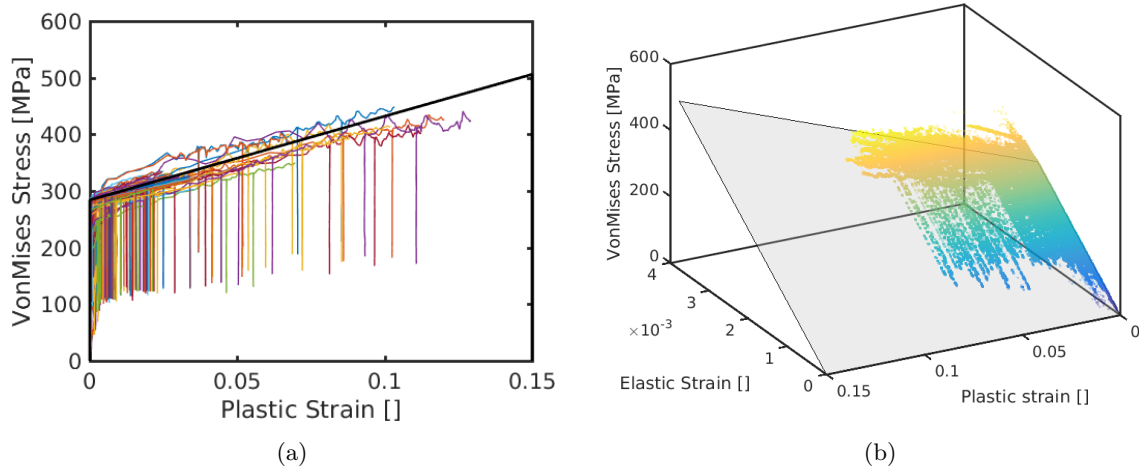 600
500
400
300
200
100
0
VonMises Stress [MPa]
0 0.05 0.1 0.15
Plastic Strain []
(a)
600
400
200
0
VonMises Stress [MPa]
4
3
2
1
0
×10⁻³
Elastic Strain []
0.15
0.1
0.05
0
Plastic strain []
(b)